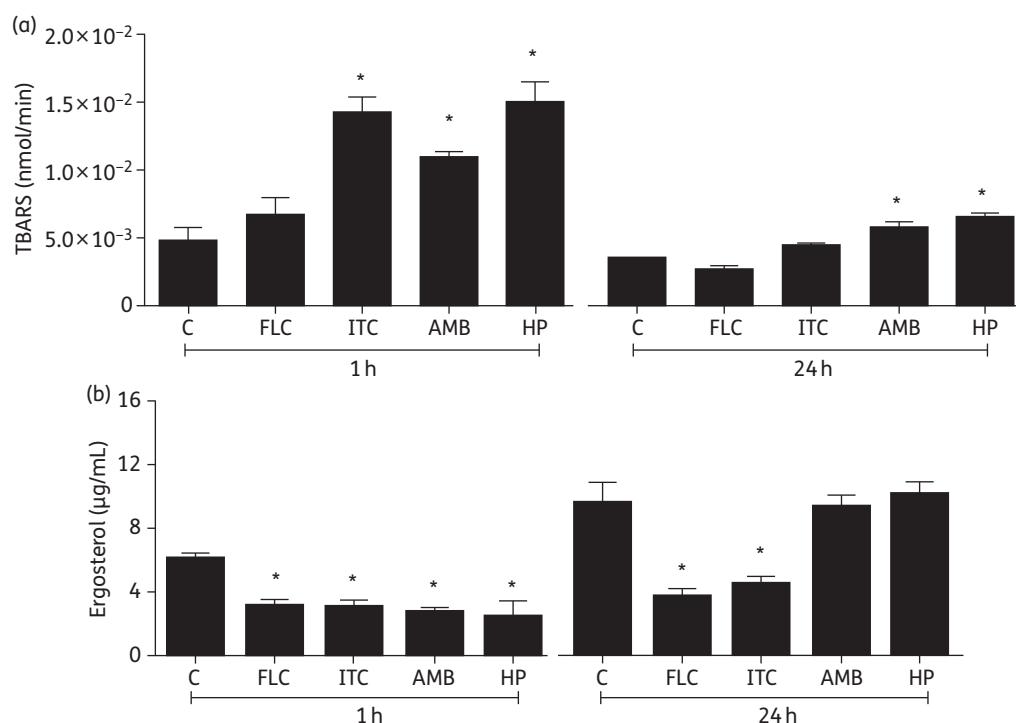 (a)
TBARS (nmol/min)
2.0×10⁻²
1.5×10⁻²
1.0×10⁻²
5.0×10⁻³
0
* * * * *
C FLC ITC AMB HP C FLC ITC AMB HP
1 h 24 h
(b)
Ergosterol (µg/mL)
16
12
8
4
0
* * * * * *
C FLC ITC AMB HP C FLC ITC AMB HP
1 h 24 h